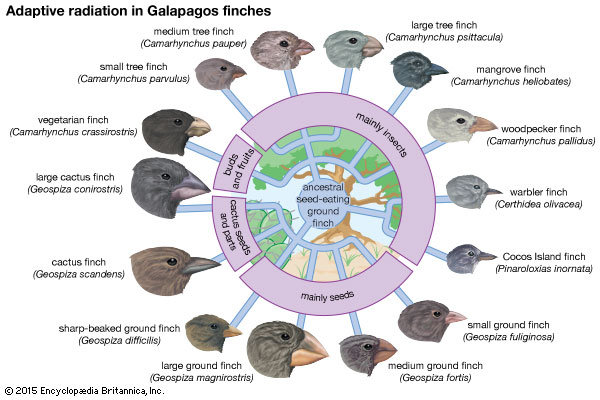 Adaptive radiation in Galapagos finches
medium tree finch
(Camarhynchus pauper)
large tree finch
(Camarhynchus psittacula)
small tree finch
(Camarhynchus parvulus)
mangrove finch
(Camarhynchus heliobates)
vegetarian finch
(Camarhynchus crassirostris)
woodpecker finch
(Camarhynchus pallidus)
large cactus finch
(Geospiza conirostris)
warbler finch
(Certhidea olivacea)
cactus finch
(Geospiza scandens)
Cocos Island finch
(Pinaroloxias inornata)
sharp-beaked ground finch
(Geospiza difficilis)
small ground finch
(Geospiza fuliginosa)
large ground finch
(Geospiza magnirostris)
medium ground finch
(Geospiza fortis)
mainly insects
buds
and fruits
cactus seeds
and parts
mainly seeds
ancestral
seed-eating
ground
finch
© 2015 Encyclopædia Britannica, Inc.